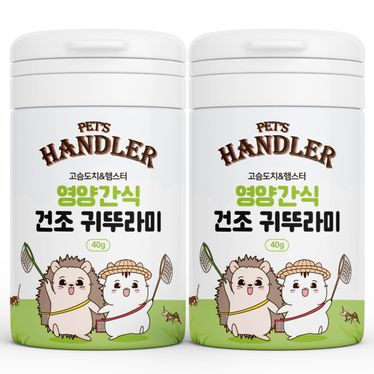 PET'S
HANDLER
고슴도치&햄스터
영양간식
건조 귀뚜라미
40g
PET'S
HANDLER
고슴도치&햄스터
영양간식
건조 귀뚜라미
40g